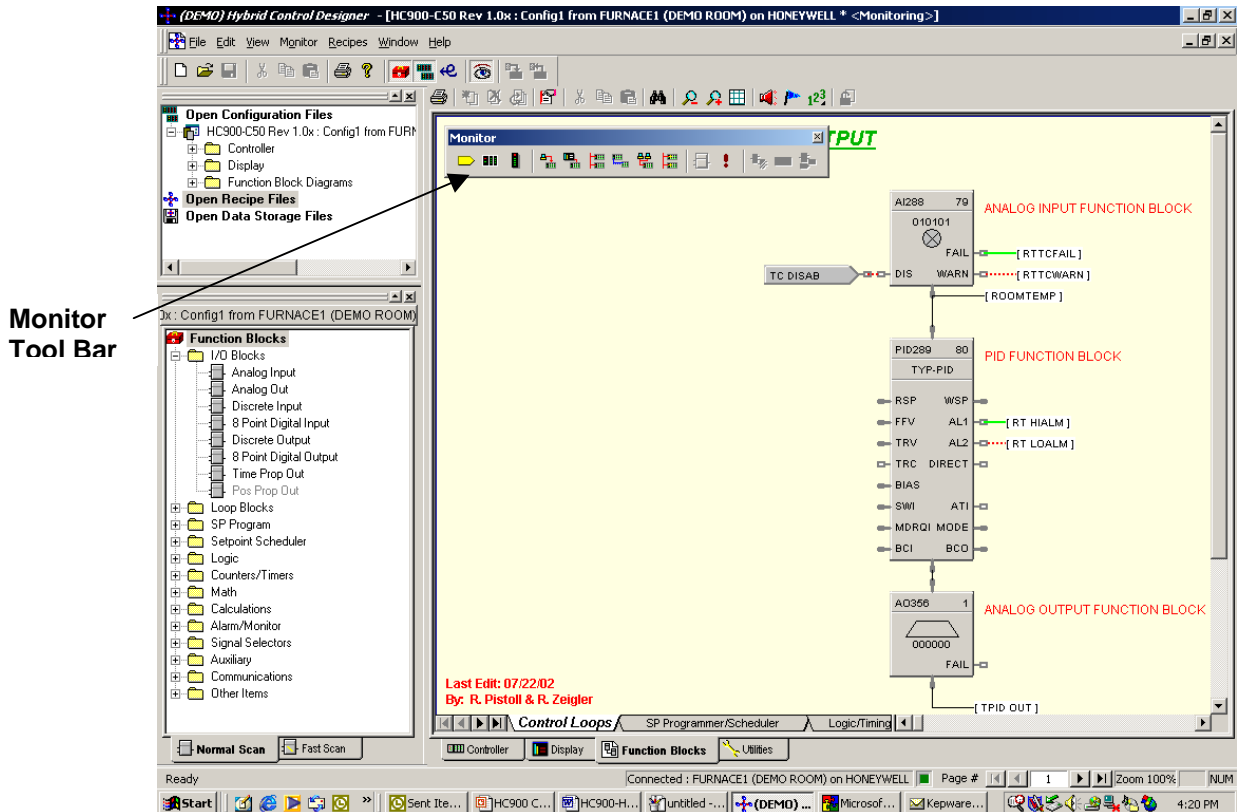 (DEMO) Hybrid Control Designer - [HC900-C50 Rev 1.0x : Config1 from FURNACE1 (DEMO ROOM) on HONEYWELL * <Monitoring>]
File Edit View Monitor Recipes Window Help
Open Configuration Files
HC900-C50 Rev 1.0x : Config1 from FURN
Controller
Display
Function Block Diagrams
Open Recipe Files
Open Data Storage Files
Monitor
Tool Bar
0x : Config1 from FURNACE1 (DEMO ROOM)
Function Blocks
I/O Blocks
Analog Input
Analog Out
Discrete Input
8 Point Digital Input
Discrete Output
8 Point Digital Output
Time Prop Out
Pos Prop Out
Loop Blocks
SP Program
Setpoint Scheduler
Logic
Counters/Timers
Math
Calculations
Alarm/Monitor
Signal Selectors
Auxiliary
Communications
Other Items
Normal Scan Fast Scan
123
Monitor
TPUT
AI288 79
010101
FAIL
DIS WARN
TC DISAB
[ RTTCFAIL ]
[ RTTCWARN ]
[ ROOMTEMP ]
ANALOG INPUT FUNCTION BLOCK
PID289 80
TYP-PID
RSP WSP
FFV AL1
TRV AL2
TRC DIRECT
BIAS
SWI ATI
MDRQI MODE
BCI BCO
[ RT HIALM ]
[ RT LOALM ]
PID FUNCTION BLOCK
AO356 1
000000
FAIL
[ TPID OUT ]
ANALOG OUTPUT FUNCTION BLOCK
Last Edit: 07/22/02
By: R. Pistoll & R. Zeigler
Control Loops SP Programmer/Scheduler Logic/Timing
Controller Display Function Blocks Utilities
Ready Connected : FURNACE1 (DEMO ROOM) on HONEYWELL Page # 1 Zoom 100% NUM
Start » Sent Ite... HC900 C... HC900-H... untitled -... (DEMO) ... Microsof... Kepware... 4:20 PM